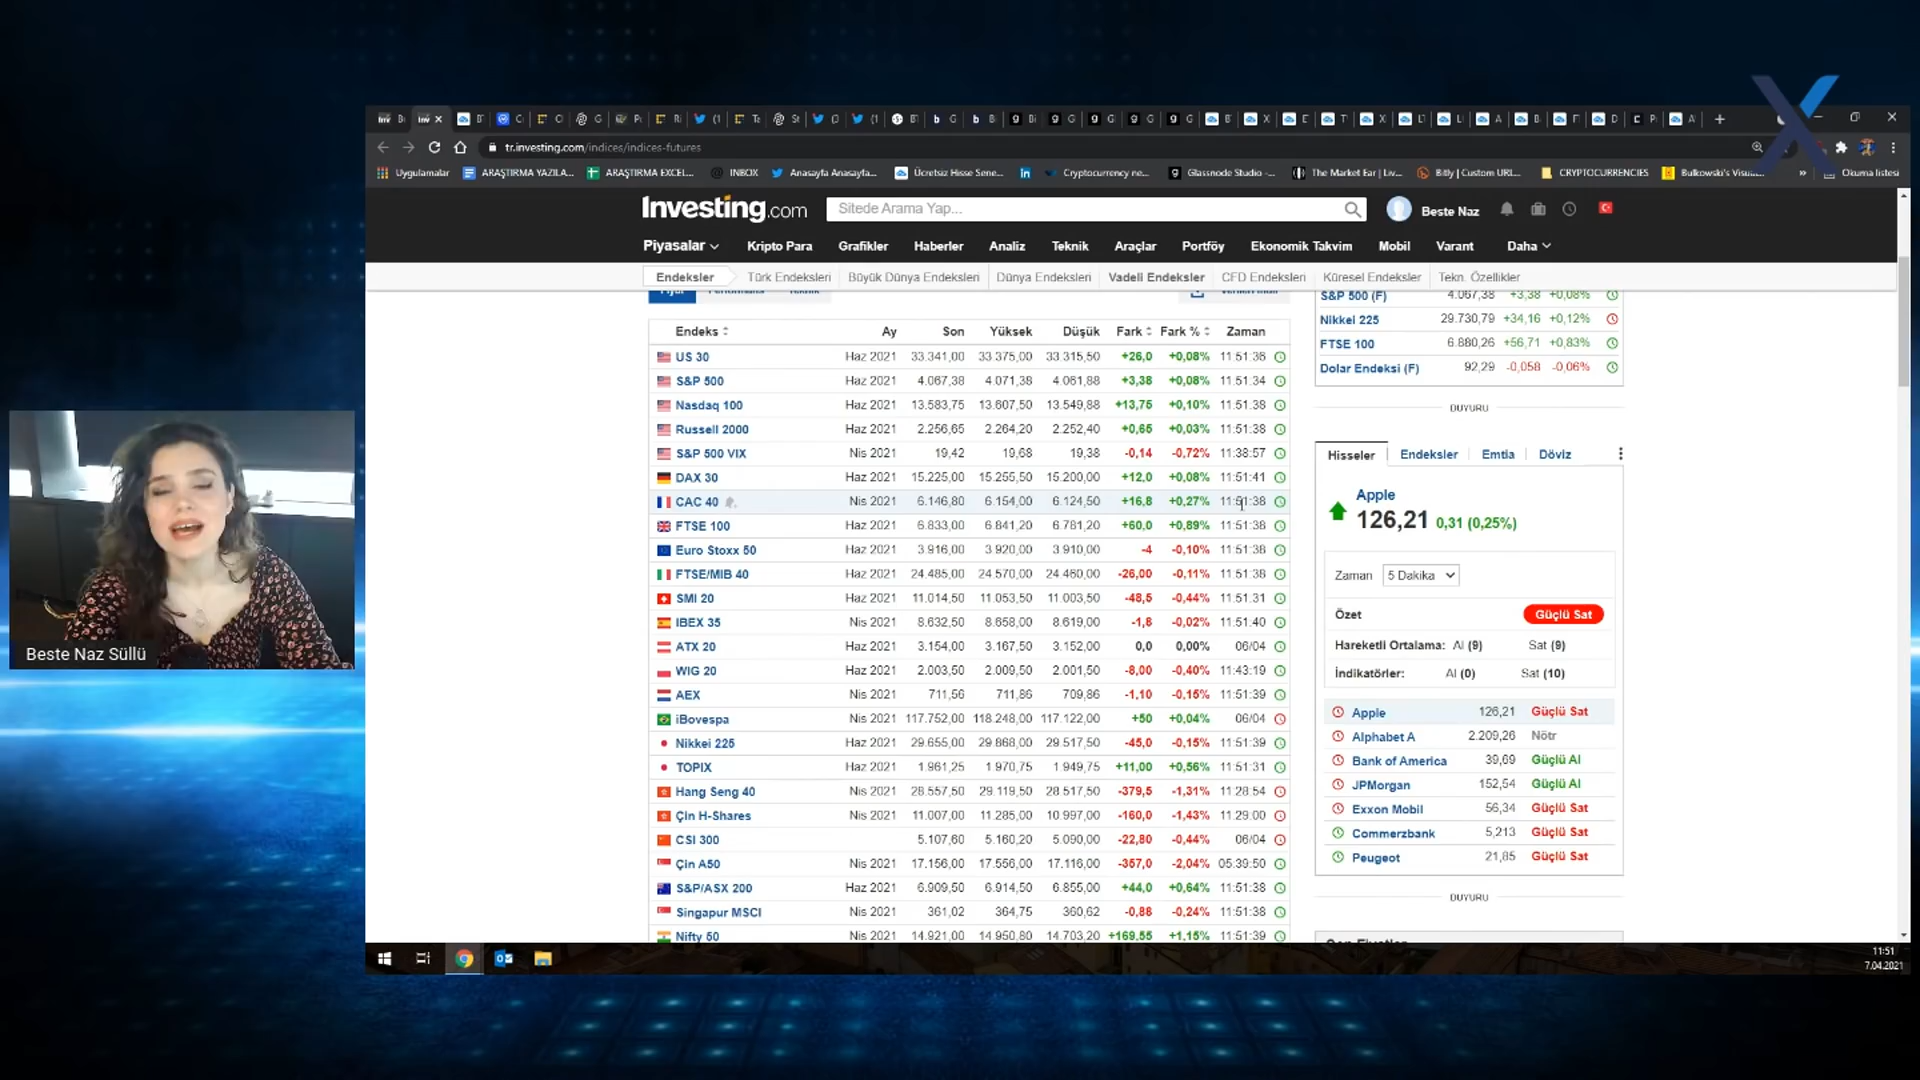 tr.investing.com/indices/indices-futures
Uygulamalar ARAŞTIRMA YAZILA... ARAŞTIRMA EXCEL... INBOX Anasayfa Anasayfa... Ücretsiz Hisse Sene... Cryptocurrency ne... Glassnode Studio -... The Market Ear | Liv... Bitly | Custom URL... CRYPTOCURRENCIES Bulkowski's Visual... » Okuma listesi
Investing.com Sitede Arama Yap... Beste Naz
Piyasalar Kripto Para Grafikler Haberler Analiz Teknik Araçlar Portföy Ekonomik Takvim Mobil Varant Daha
Endeksler Türk Endeksleri Büyük Dünya Endeksleri Dünya Endeksleri Vadeli Endeksler CFD Endeksleri Küresel Endeksler Tekn. Özellikler
Endeks Ay Son Yüksek Düşük Fark Fark % Zaman
US 30 Haz 2021 33.341,00 33.375,00 33.315,50 +26,0 +0,08% 11:51:36
S&P 500 Haz 2021 4.067,38 4.071,38 4.061,88 +3,38 +0,08% 11:51:34
Nasdaq 100 Haz 2021 13.583,75 13.607,50 13.549,88 +13,75 +0,10% 11:51:38
Russell 2000 Haz 2021 2.256,65 2.264,20 2.252,40 +0,65 +0,03% 11:51:38
S&P 500 VIX Nis 2021 19,42 19,68 19,38 -0,14 -0,72% 11:38:57
DAX 30 Haz 2021 15.225,00 15.255,50 15.200,00 +12,0 +0,08% 11:51:41
CAC 40 Nis 2021 6.146,80 6.154,00 6.124,50 +16,8 +0,27% 11:51:38
FTSE 100 Haz 2021 6.833,00 6.841,20 6.781,20 +60,0 +0,89% 11:51:38
Euro Stoxx 50 Haz 2021 3.916,00 3.920,00 3.910,00 -4 -0,10% 11:51:38
FTSE/MIB 40 Haz 2021 24.485,00 24.570,00 24.460,00 -26,00 -0,11% 11:51:38
SMI 20 Haz 2021 11.014,50 11.053,50 11.003,50 -48,5 -0,44% 11:51:31
IBEX 35 Nis 2021 8.632,50 8.658,00 8.619,00 -1,8 -0,02% 11:51:40
ATX 20 Haz 2021 3.154,00 3.167,50 3.152,00 0,0 0,00% 06/04
WIG 20 Haz 2021 2.003,50 2.009,50 2.001,50 -8,00 -0,40% 11:43:19
AEX Nis 2021 711,56 711,86 709,86 -1,10 -0,15% 11:51:39
iBovespa Nis 2021 117.752,00 118.248,00 117.122,00 +50 +0,04% 06/04
Nikkei 225 Haz 2021 29.655,00 29.868,00 29.517,50 -45,0 -0,15% 11:51:39
TOPIX Haz 2021 1.961,25 1.970,75 1.949,75 +11,00 +0,56% 11:51:31
Hang Seng 40 Nis 2021 28.557,50 29.119,50 28.517,50 -379,5 -1,31% 11:28:54
Çin H-Shares Nis 2021 11.007,00 11.285,00 10.997,00 -160,0 -1,43% 11:29:00
CSI 300 5.107,60 5.160,20 5.090,00 -22,80 -0,44% 06/04
Çin A50 Nis 2021 17.156,00 17.556,00 17.116,00 -357,0 -2,04% 05:39:50
S&P/ASX 200 Haz 2021 6.909,50 6.914,50 6.855,00 +44,0 +0,64% 11:51:38
Singapur MSCI Nis 2021 361,02 364,75 360,62 -0,88 -0,24% 11:51:38
Nifty 50 Nis 2021 14.921,00 14.950,80 14.703,20 +169,55 +1,15% 11:51:39
S&P 500 (F) 4.067,38 +3,38 +0,08%
Nikkei 225 29.730,79 +34,16 +0,12%
FTSE 100 6.880,26 +56,71 +0,83%
Dolar Endeksi (F) 92,29 -0,058 -0,06%
DUYURU
Hisseler Endeksler Emtia Döviz
Apple
126,21 0,31 (0,25%)
Zaman 5 Dakika
Özet Güçlü Sat
Hareketli Ortalama: Al (9) Sat (9)
İndikatörler: Al (0) Sat (10)
Apple 126,21 Güçlü Sat
Alphabet A 2.209,26 Nötr
Bank of America 39,69 Güçlü Al
JPMorgan 152,54 Güçlü Al
Exxon Mobil 56,34 Güçlü Sat
Commerzbank 5,213 Güçlü Sat
Peugeot 21,85 Güçlü Sat
DUYURU
Beste Naz Süllü
11:51
7.04.2021